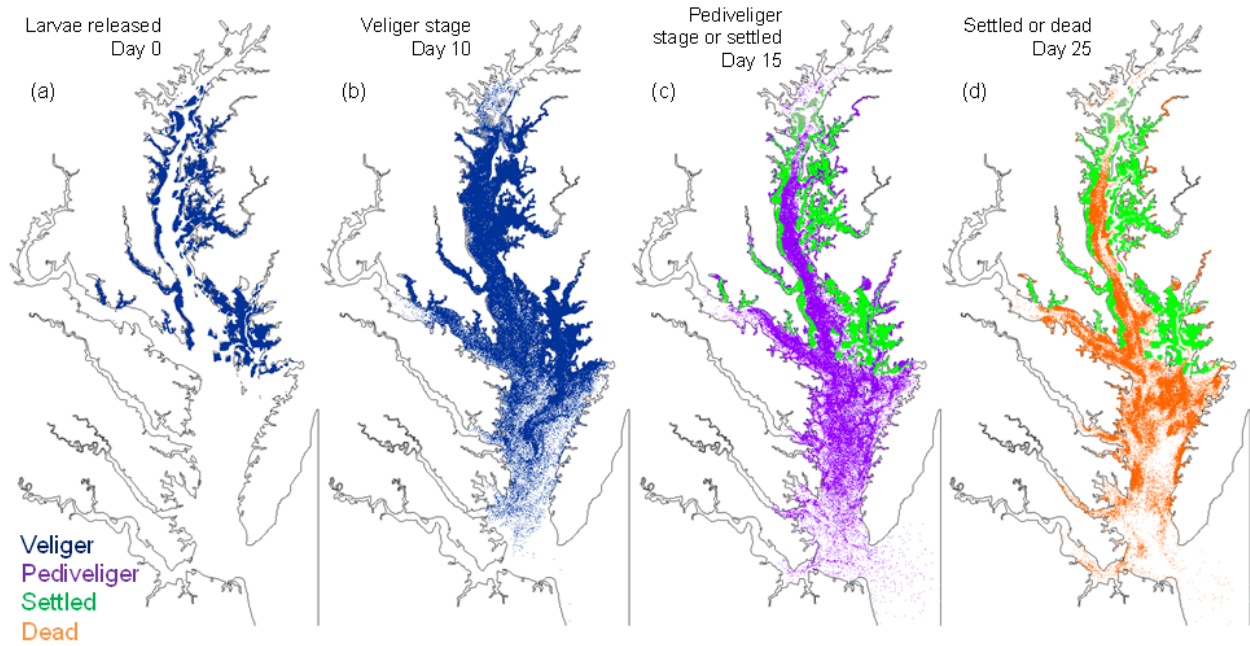 Larvae released
Day 0
(a)
Veliger stage
Day 10
(b)
Pediveliger
stage or settled
Day 15
(c)
Settled or dead
Day 25
(d)
Veliger
Pediveliger
Settled
Dead